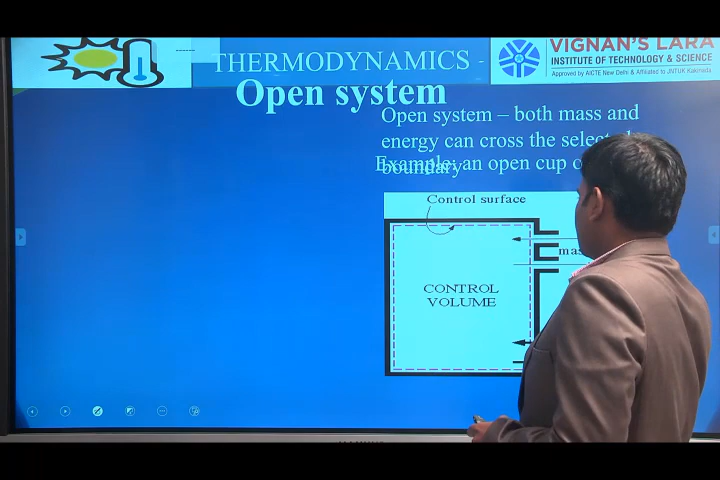 THERMODYNAMICS -
Open system
VIGNAN'S LARA
INSTITUTE OF TECHNOLOGY & SCIENCE
Approved by AICTE New Delhi & Affiliated to JNTUK Kakinada
Open system – both mass and
energy can cross the selected
boundary
Example: an open cup
Control surface
CONTROL
VOLUME